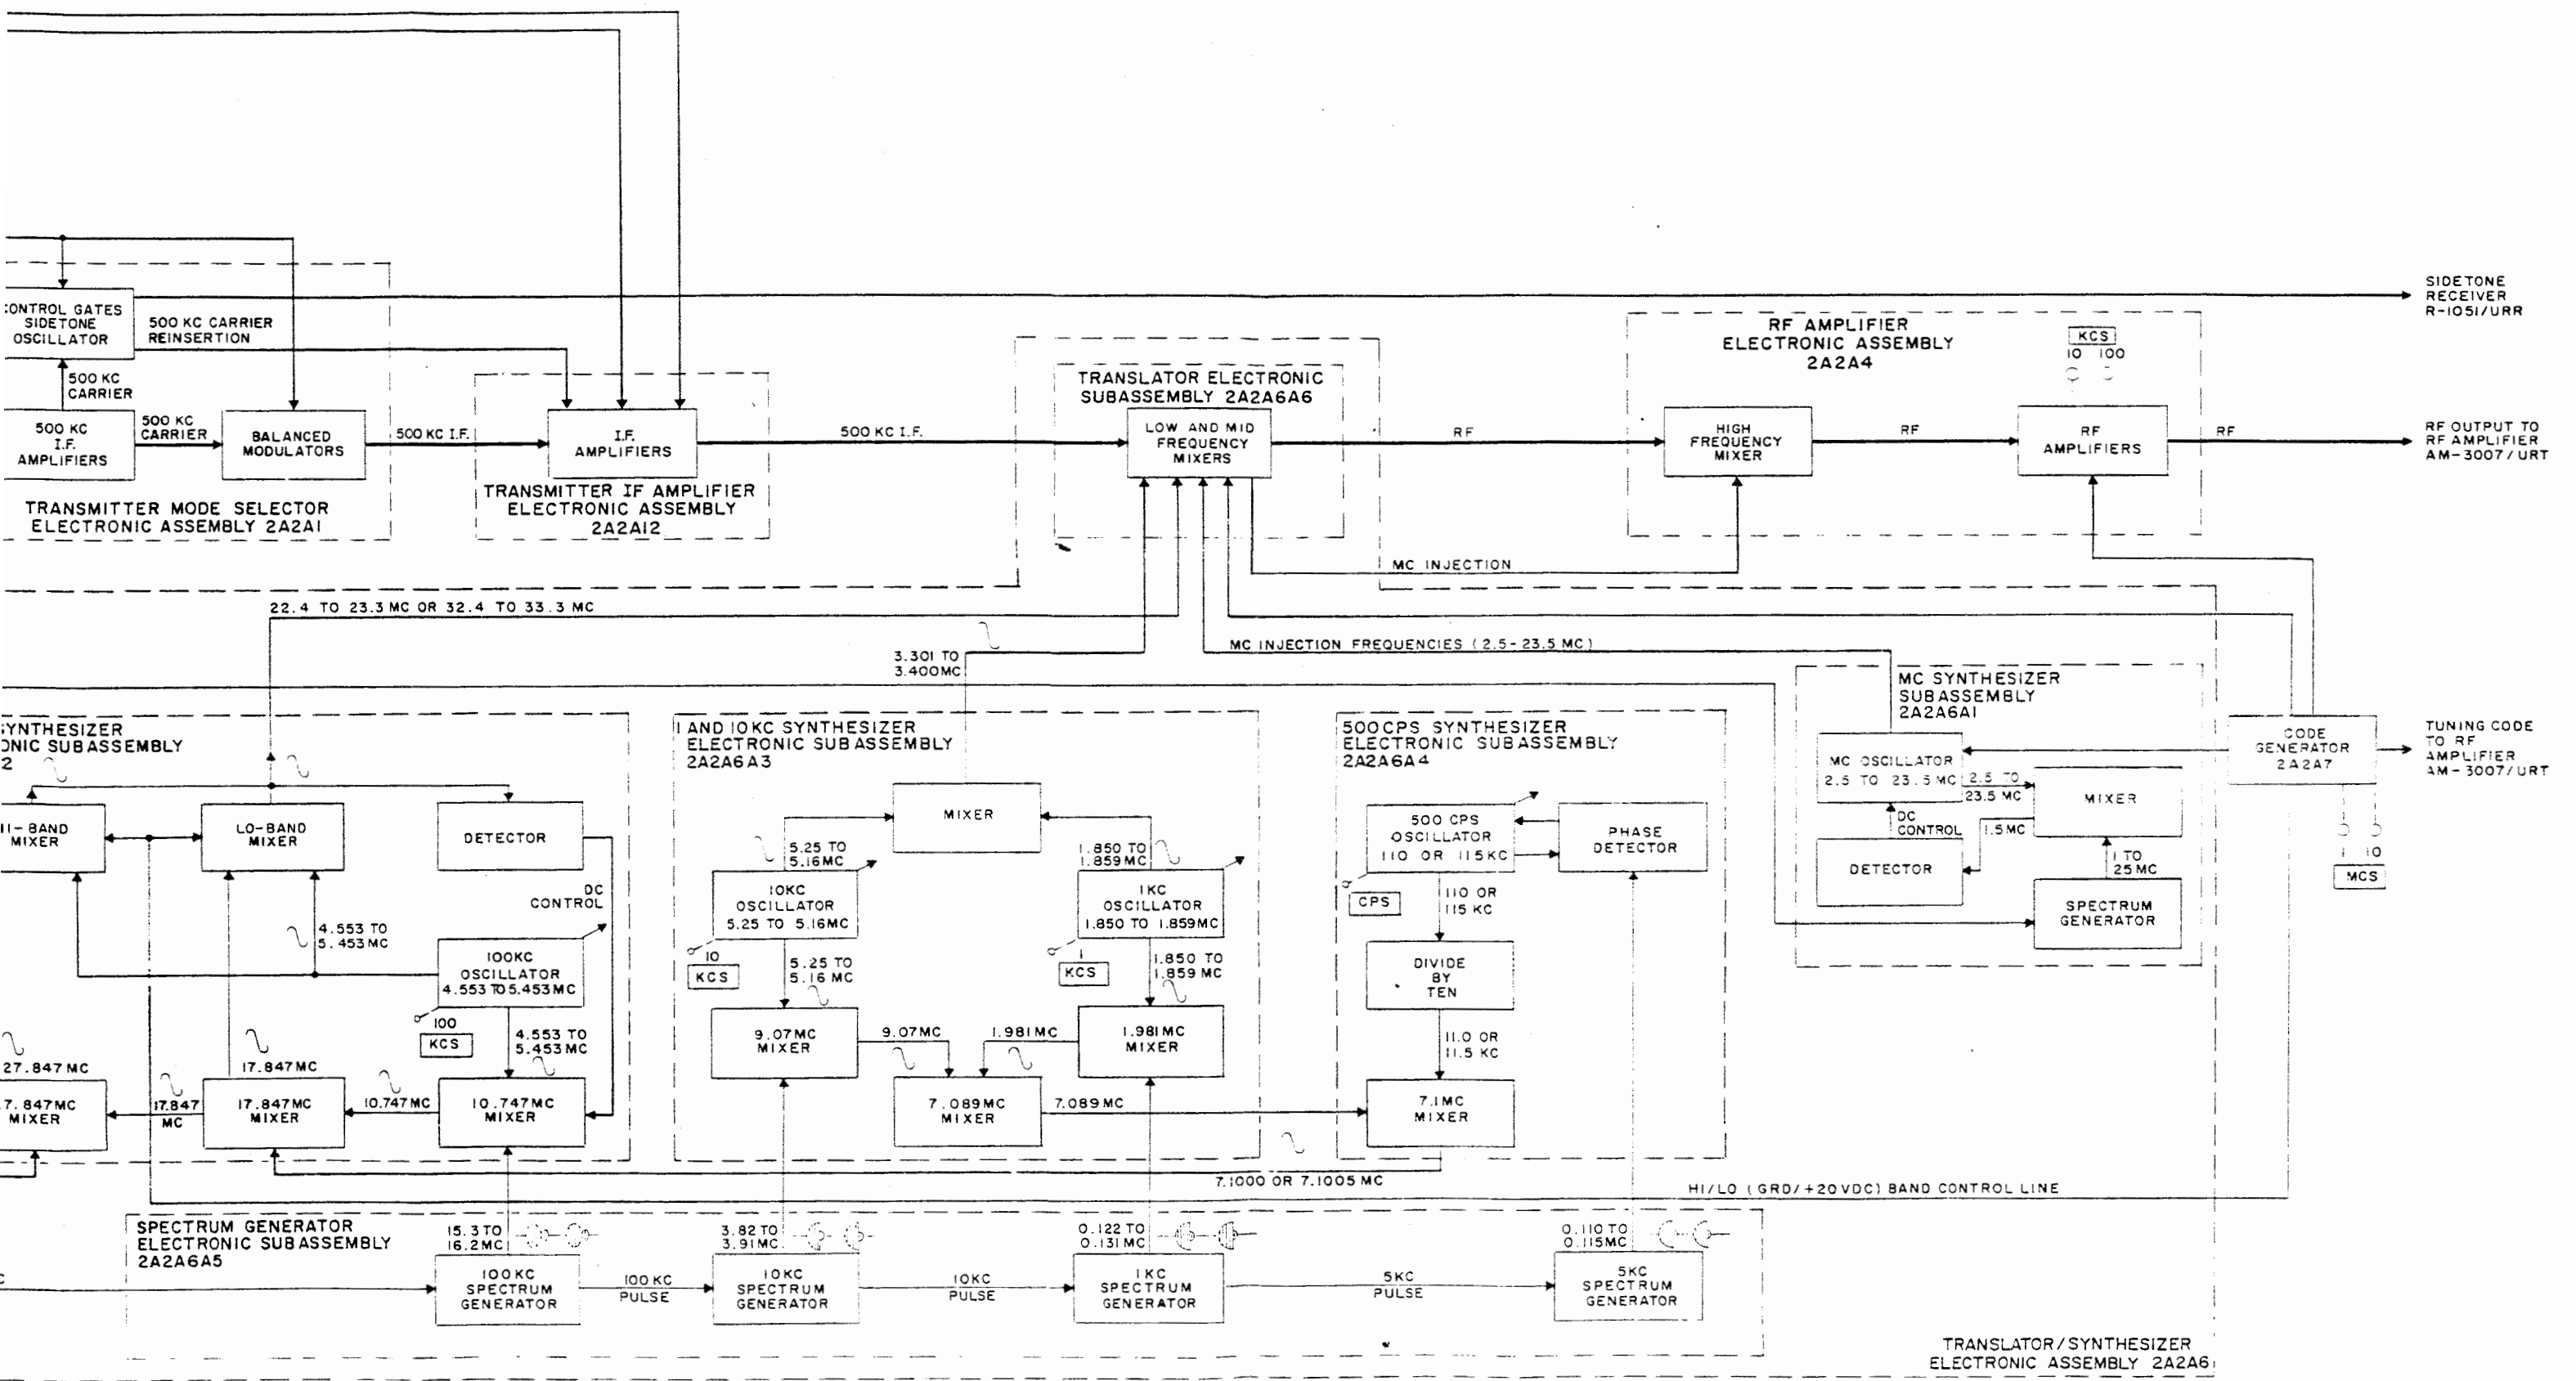 SIDETONE
RECEIVER
R-1051/URR
CONTROL GATES
SIDETONE
OSCILLATOR
500 KC CARRIER
REINSERTION
RF AMPLIFIER
ELECTRONIC ASSEMBLY
2A2A4
KCS
10 100
500 KC
CARRIER
TRANSLATOR ELECTRONIC
SUBASSEMBLY 2A2A6A6
500 KC
I.F.
AMPLIFIERS
500 KC
CARRIER
BALANCED
MODULATORS
500 KC I.F.
I.F.
AMPLIFIERS
500 KC I.F.
LOW AND MID
FREQUENCY
MIXERS
RF
HIGH
FREQUENCY
MIXER
RF
RF
AMPLIFIERS
RF
RF OUTPUT TO
RF AMPLIFIER
AM-3007/URT
TRANSMITTER MODE SELECTOR
ELECTRONIC ASSEMBLY 2A2A1
TRANSMITTER IF AMPLIFIER
ELECTRONIC ASSEMBLY
2A2A12
MC INJECTION
22.4 TO 23.3 MC OR 32.4 TO 33.3 MC
3.301 TO
3.400MC
MC INJECTION FREQUENCIES (2.5-23.5 MC)
SYNTHESIZER
ONIC SUBASSEMBLY
2
1 AND 10KC SYNTHESIZER
ELECTRONIC SUBASSEMBLY
2A2A6A3
500CPS SYNTHESIZER
ELECTRONIC SUBASSEMBLY
2A2A6A4
MC SYNTHESIZER
SUBASSEMBLY
2A2A6A1
CODE
GENERATOR
2A2A7
TUNING CODE
TO RF
AMPLIFIER
AM-3007/URT
MC OSCILLATOR
2.5 TO 23.5 MC
2.5 TO
23.5 MC
MIXER
DC
CONTROL
1.5MC
DETECTOR
1 TO
25MC
SPECTRUM
GENERATOR
1 10
MCS
HI-BAND
MIXER
LO-BAND
MIXER
DETECTOR
DC
CONTROL
4.553 TO
5.453MC
100KC
OSCILLATOR
4.553 TO 5.453MC
100
KCS
4.553 TO
5.453MC
MIXER
5.25 TO
5.16MC
1.850 TO
1.859MC
10KC
OSCILLATOR
5.25 TO 5.16MC
1KC
OSCILLATOR
1.850 TO 1.859MC
10
KCS
5.25 TO
5.16 MC
1
KCS
1.850 TO
1.859 MC
500 CPS
OSCILLATOR
110 OR 115KC
PHASE
DETECTOR
CPS
110 OR
115 KC
DIVIDE
BY
TEN
11.0 OR
11.5 KC
27.847 MC
7.847MC
MIXER
17.847
MC
17.847MC
17.847MC
MIXER
10.747MC
10.747MC
MIXER
9.07MC
MIXER
9.07MC
1.981MC
1.981MC
MIXER
7.089MC
MIXER
7.089MC
7.1MC
MIXER
7.1000 OR 7.1005 MC
HI/LO (GRD/+20VDC) BAND CONTROL LINE
SPECTRUM GENERATOR
ELECTRONIC SUBASSEMBLY
2A2A6A5
15.3 TO
16.2MC
3.82 TO
3.91MC
0.122 TO
0.131MC
0.110 TO
0.115MC
C
100KC
SPECTRUM
GENERATOR
100KC
PULSE
10KC
SPECTRUM
GENERATOR
10KC
PULSE
1KC
SPECTRUM
GENERATOR
5KC
PULSE
5KC
SPECTRUM
GENERATOR
TRANSLATOR/SYNTHESIZER
ELECTRONIC ASSEMBLY 2A2A6